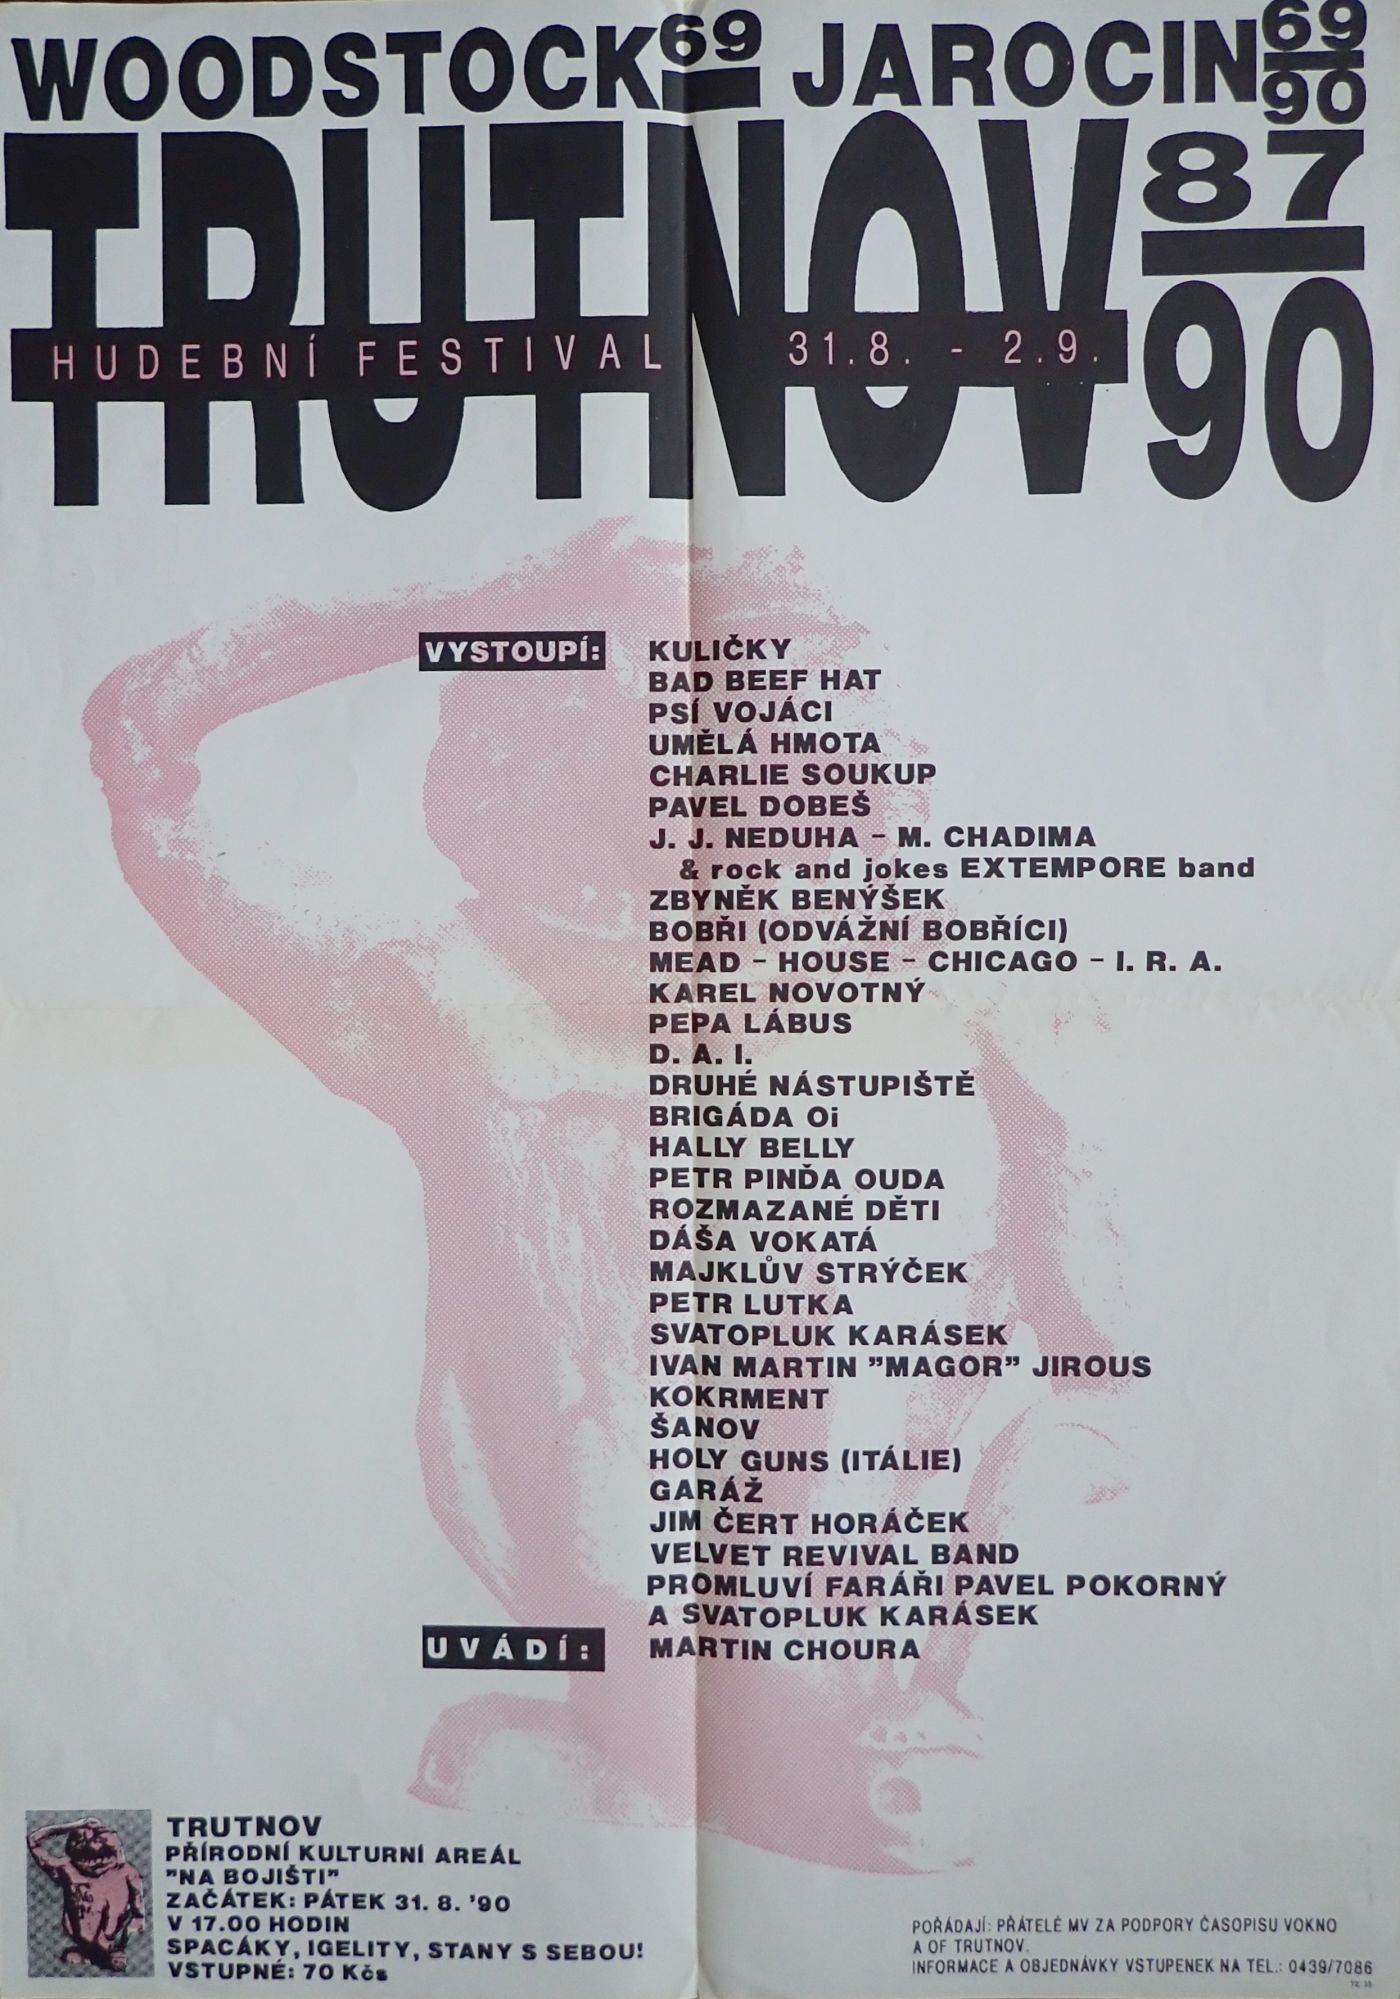 WOODSTOCK 69 JAROCIN 69
90
TRUTNOV 87
90
HUDEBNÍ FESTIVAL 31.8. - 2.9.
VYSTOUPÍ: KULIČKY
BAD BEEF HAT
PSÍ VOJÁCI
UMĚLÁ HMOTA
CHARLIE SOUKUP
PAVEL DOBEŠ
J. J. NEDUHA - M. CHADIMA
& rock and jokes EXTEMPORE band
ZBYNĚK BENÝŠEK
BOBŘI (ODVÁŽNÍ BOBŘÍCI)
MEAD - HOUSE - CHICAGO - I. R. A.
KAREL NOVOTNÝ
PEPA LÁBUS
D. A. I.
DRUHÉ NÁSTUPIŠTĚ
BRIGÁDA Oi
HALLY BELLY
PETR PINĎA OUDA
ROZMAZANÉ DĚTI
DÁŠA VOKATÁ
MAJKLŮV STRÝČEK
PETR LUTKA
SVATOPLUK KARÁSEK
IVAN MARTIN ”MAGOR” JIROUS
KOKRMENT
ŠANOV
HOLY GUNS (ITÁLIE)
GARÁŽ
JIM ČERT HORÁČEK
VELVET REVIVAL BAND
PROMLUVÍ FARÁŘI PAVEL POKORNÝ
A SVATOPLUK KARÁSEK
UVÁDÍ: MARTIN CHOURA
TRUTNOV
PŘÍRODNÍ KULTURNÍ AREÁL
”NA BOJIŠTI”
ZAČÁTEK: PÁTEK 31. 8. '90
V 17.00 HODIN
SPACÁKY, IGELITY, STANY S SEBOU!
VSTUPNÉ: 70 Kčs
POŘÁDAJÍ: PŘÁTELÉ MV ZA PODPORY ČASOPISU VOKNO
A OF TRUTNOV.
INFORMACE A OBJEDNÁVKY VSTUPENEK NA TEL.: 0439/7086